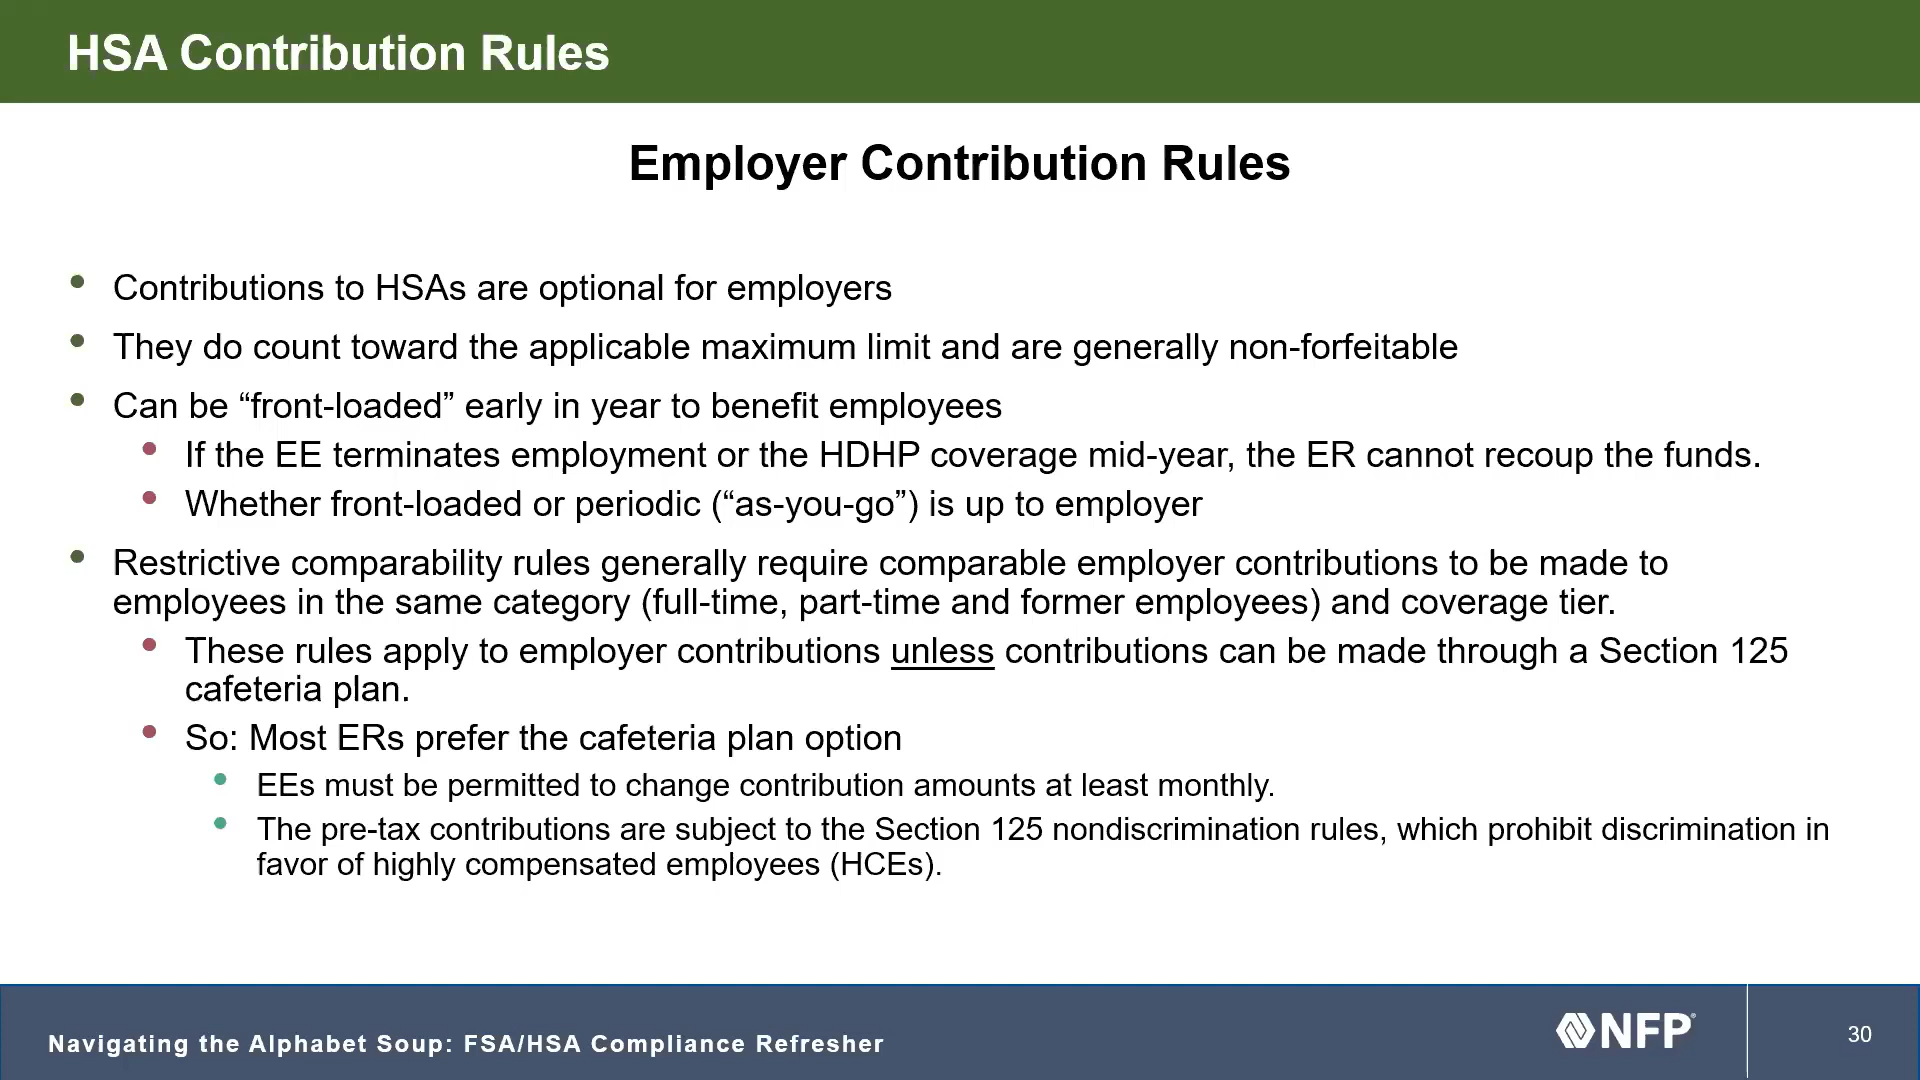 HSA Contribution Rules
Employer Contribution Rules
• Contributions to HSAs are optional for employers
• They do count toward the applicable maximum limit and are generally non-forfeitable
• Can be “front-loaded” early in year to benefit employees
• If the EE terminates employment or the HDHP coverage mid-year, the ER cannot recoup the funds.
• Whether front-loaded or periodic (“as-you-go”) is up to employer
• Restrictive comparability rules generally require comparable employer contributions to be made to
employees in the same category (full-time, part-time and former employees) and coverage tier.
• These rules apply to employer contributions unless contributions can be made through a Section 125
cafeteria plan.
• So: Most ERs prefer the cafeteria plan option
• EEs must be permitted to change contribution amounts at least monthly.
• The pre-tax contributions are subject to the Section 125 nondiscrimination rules, which prohibit discrimination in
favor of highly compensated employees (HCEs).
Navigating the Alphabet Soup: FSA/HSA Compliance Refresher
NFP®
30